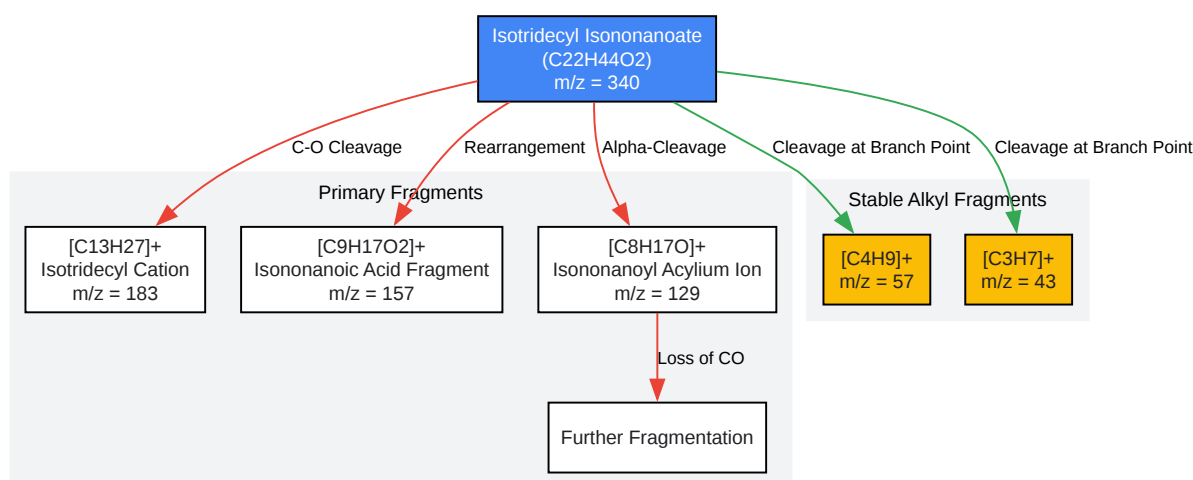 Isotridecyl Isononanoate
(C22H44O2)
m/z = 340
C-O Cleavage
Rearrangement
Alpha-Cleavage
Cleavage at Branch Point
Cleavage at Branch Point
Primary Fragments
Stable Alkyl Fragments
[C13H27]+
Isotridecyl Cation
m/z = 183
[C9H17O2]+
Isononanoic Acid Fragment
m/z = 157
[C8H17O]+
Isononanoyl Acylium Ion
m/z = 129
[C4H9]+
m/z = 57
[C3H7]+
m/z = 43
Loss of CO
Further Fragmentation